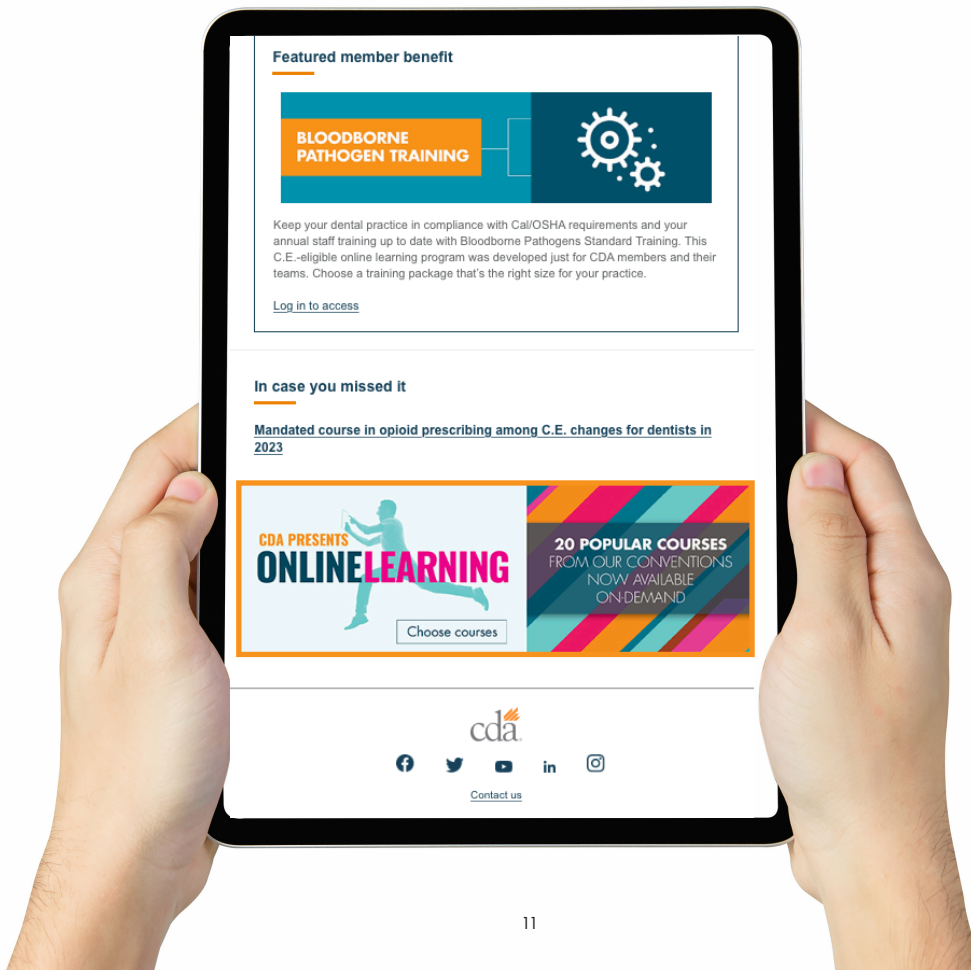 Featured member benefit
BLOODBORNE
PATHOGEN TRAINING
Keep your dental practice in compliance with Cal/OSHA requirements and your
annual staff training up to date with Bloodborne Pathogens Standard Training. This
C.E.-eligible online learning program was developed just for CDA members and their
teams. Choose a training package that's the right size for your practice.
Log in to access
In case you missed it
Mandated course in opioid prescribing among C.E. changes for dentists in
2023
CDA PRESENTS
ONLINELEARNING
Choose courses
20 POPULAR COURSES
FROM OUR CONVENTIONS
NOW AVAILABLE
ON-DEMAND
cda
in
Contact us
11